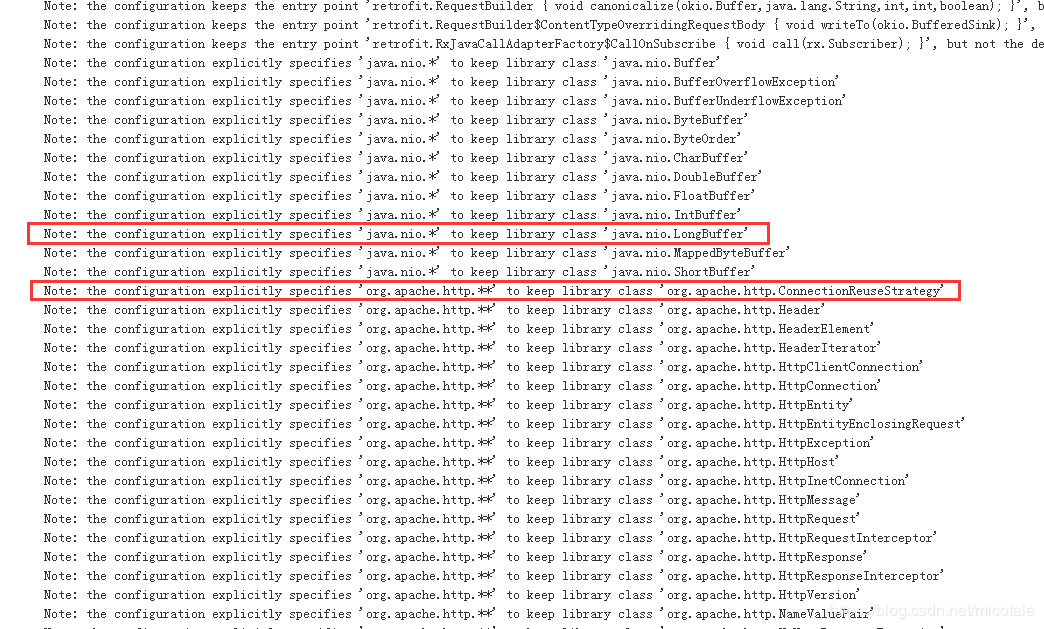 Note: the configuration keeps the entry point 'retrofit.RequestBuilder { void canonicalize(okio.Buffer,java.lang.String,int,int,boolean); }', b
Note: the configuration keeps the entry point 'retrofit.RequestBuilder$ContentTypeOverridingRequestBody { void writeTo(okio.BufferedSink); }',
Note: the configuration keeps the entry point 'retrofit.RxJavaCallAdapterFactory$CallOnSubscribe { void call(rx.Subscriber); }', but not the de
Note: the configuration explicitly specifies 'java.nio.*' to keep library class 'java.nio.Buffer'
Note: the configuration explicitly specifies 'java.nio.*' to keep library class 'java.nio.BufferOverflowException'
Note: the configuration explicitly specifies 'java.nio.*' to keep library class 'java.nio.BufferUnderflowException'
Note: the configuration explicitly specifies 'java.nio.*' to keep library class 'java.nio.ByteBuffer'
Note: the configuration explicitly specifies 'java.nio.*' to keep library class 'java.nio.ByteOrder'
Note: the configuration explicitly specifies 'java.nio.*' to keep library class 'java.nio.CharBuffer'
Note: the configuration explicitly specifies 'java.nio.*' to keep library class 'java.nio.DoubleBuffer'
Note: the configuration explicitly specifies 'java.nio.*' to keep library class 'java.nio.FloatBuffer'
Note: the configuration explicitly specifies 'java.nio.*' to keep library class 'java.nio.IntBuffer'
Note: the configuration explicitly specifies 'java.nio.*' to keep library class 'java.nio.LongBuffer'
Note: the configuration explicitly specifies 'java.nio.*' to keep library class 'java.nio.MappedByteBuffer'
Note: the configuration explicitly specifies 'java.nio.*' to keep library class 'java.nio.ShortBuffer'
Note: the configuration explicitly specifies 'org.apache.http.**' to keep library class 'org.apache.http.ConnectionReuseStrategy'
Note: the configuration explicitly specifies 'org.apache.http.**' to keep library class 'org.apache.http.Header'
Note: the configuration explicitly specifies 'org.apache.http.**' to keep library class 'org.apache.http.HeaderElement'
Note: the configuration explicitly specifies 'org.apache.http.**' to keep library class 'org.apache.http.HeaderIterator'
Note: the configuration explicitly specifies 'org.apache.http.**' to keep library class 'org.apache.http.HttpClientConnection'
Note: the configuration explicitly specifies 'org.apache.http.**' to keep library class 'org.apache.http.HttpConnection'
Note: the configuration explicitly specifies 'org.apache.http.**' to keep library class 'org.apache.http.HttpEntity'
Note: the configuration explicitly specifies 'org.apache.http.**' to keep library class 'org.apache.http.HttpEntityEnclosingRequest'
Note: the configuration explicitly specifies 'org.apache.http.**' to keep library class 'org.apache.http.HttpException'
Note: the configuration explicitly specifies 'org.apache.http.**' to keep library class 'org.apache.http.HttpHost'
Note: the configuration explicitly specifies 'org.apache.http.**' to keep library class 'org.apache.http.HttpInetConnection'
Note: the configuration explicitly specifies 'org.apache.http.**' to keep library class 'org.apache.http.HttpMessage'
Note: the configuration explicitly specifies 'org.apache.http.**' to keep library class 'org.apache.http.HttpRequest'
Note: the configuration explicitly specifies 'org.apache.http.**' to keep library class 'org.apache.http.HttpRequestInterceptor'
Note: the configuration explicitly specifies 'org.apache.http.**' to keep library class 'org.apache.http.HttpResponse'
Note: the configuration explicitly specifies 'org.apache.http.**' to keep library class 'org.apache.http.HttpResponseInterceptor'
Note: the configuration explicitly specifies 'org.apache.http.**' to keep library class 'org.apache.http.HttpVersion'
Note: the configuration explicitly specifies 'org.apache.http.**' to keep library class 'org.apache.http.NameValuePair'
blog.csdn.net/micotale